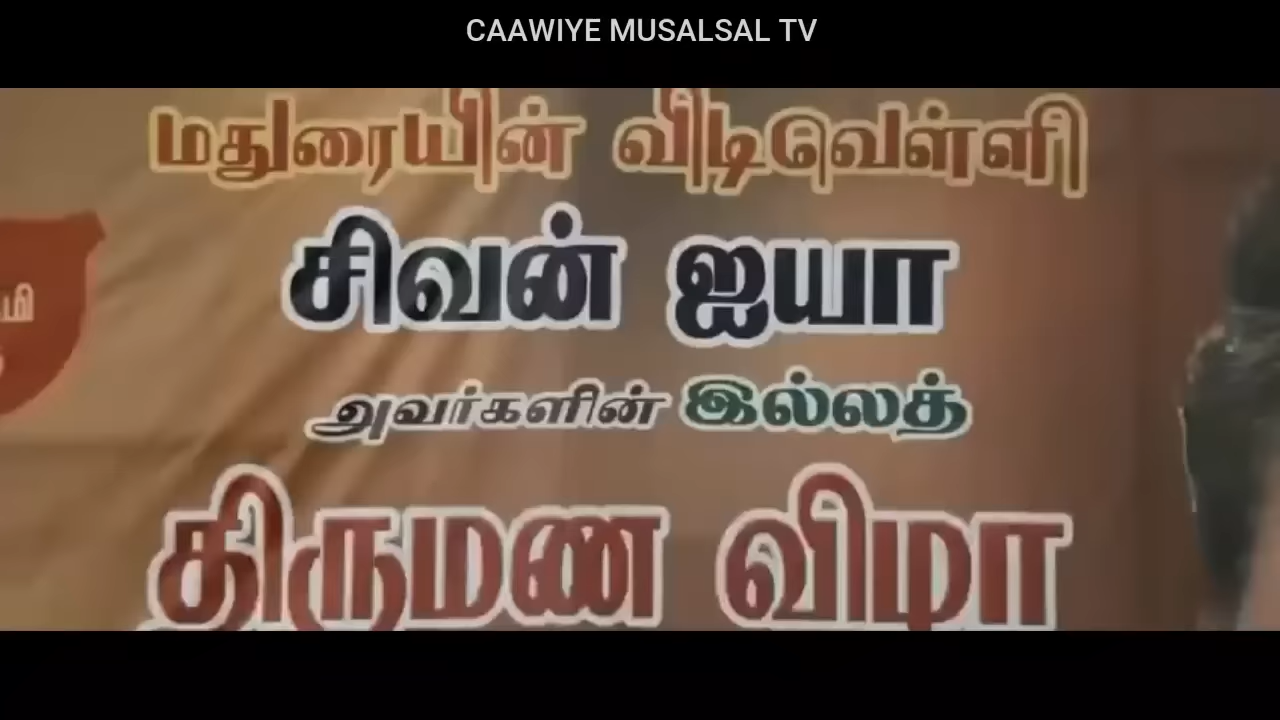 CAAWIYE MUSALSAL TV
மதுரையின் விடிவெள்ளி
சிவன் ஐயா
அவர்களின் இல்லத்
திருமண விழா